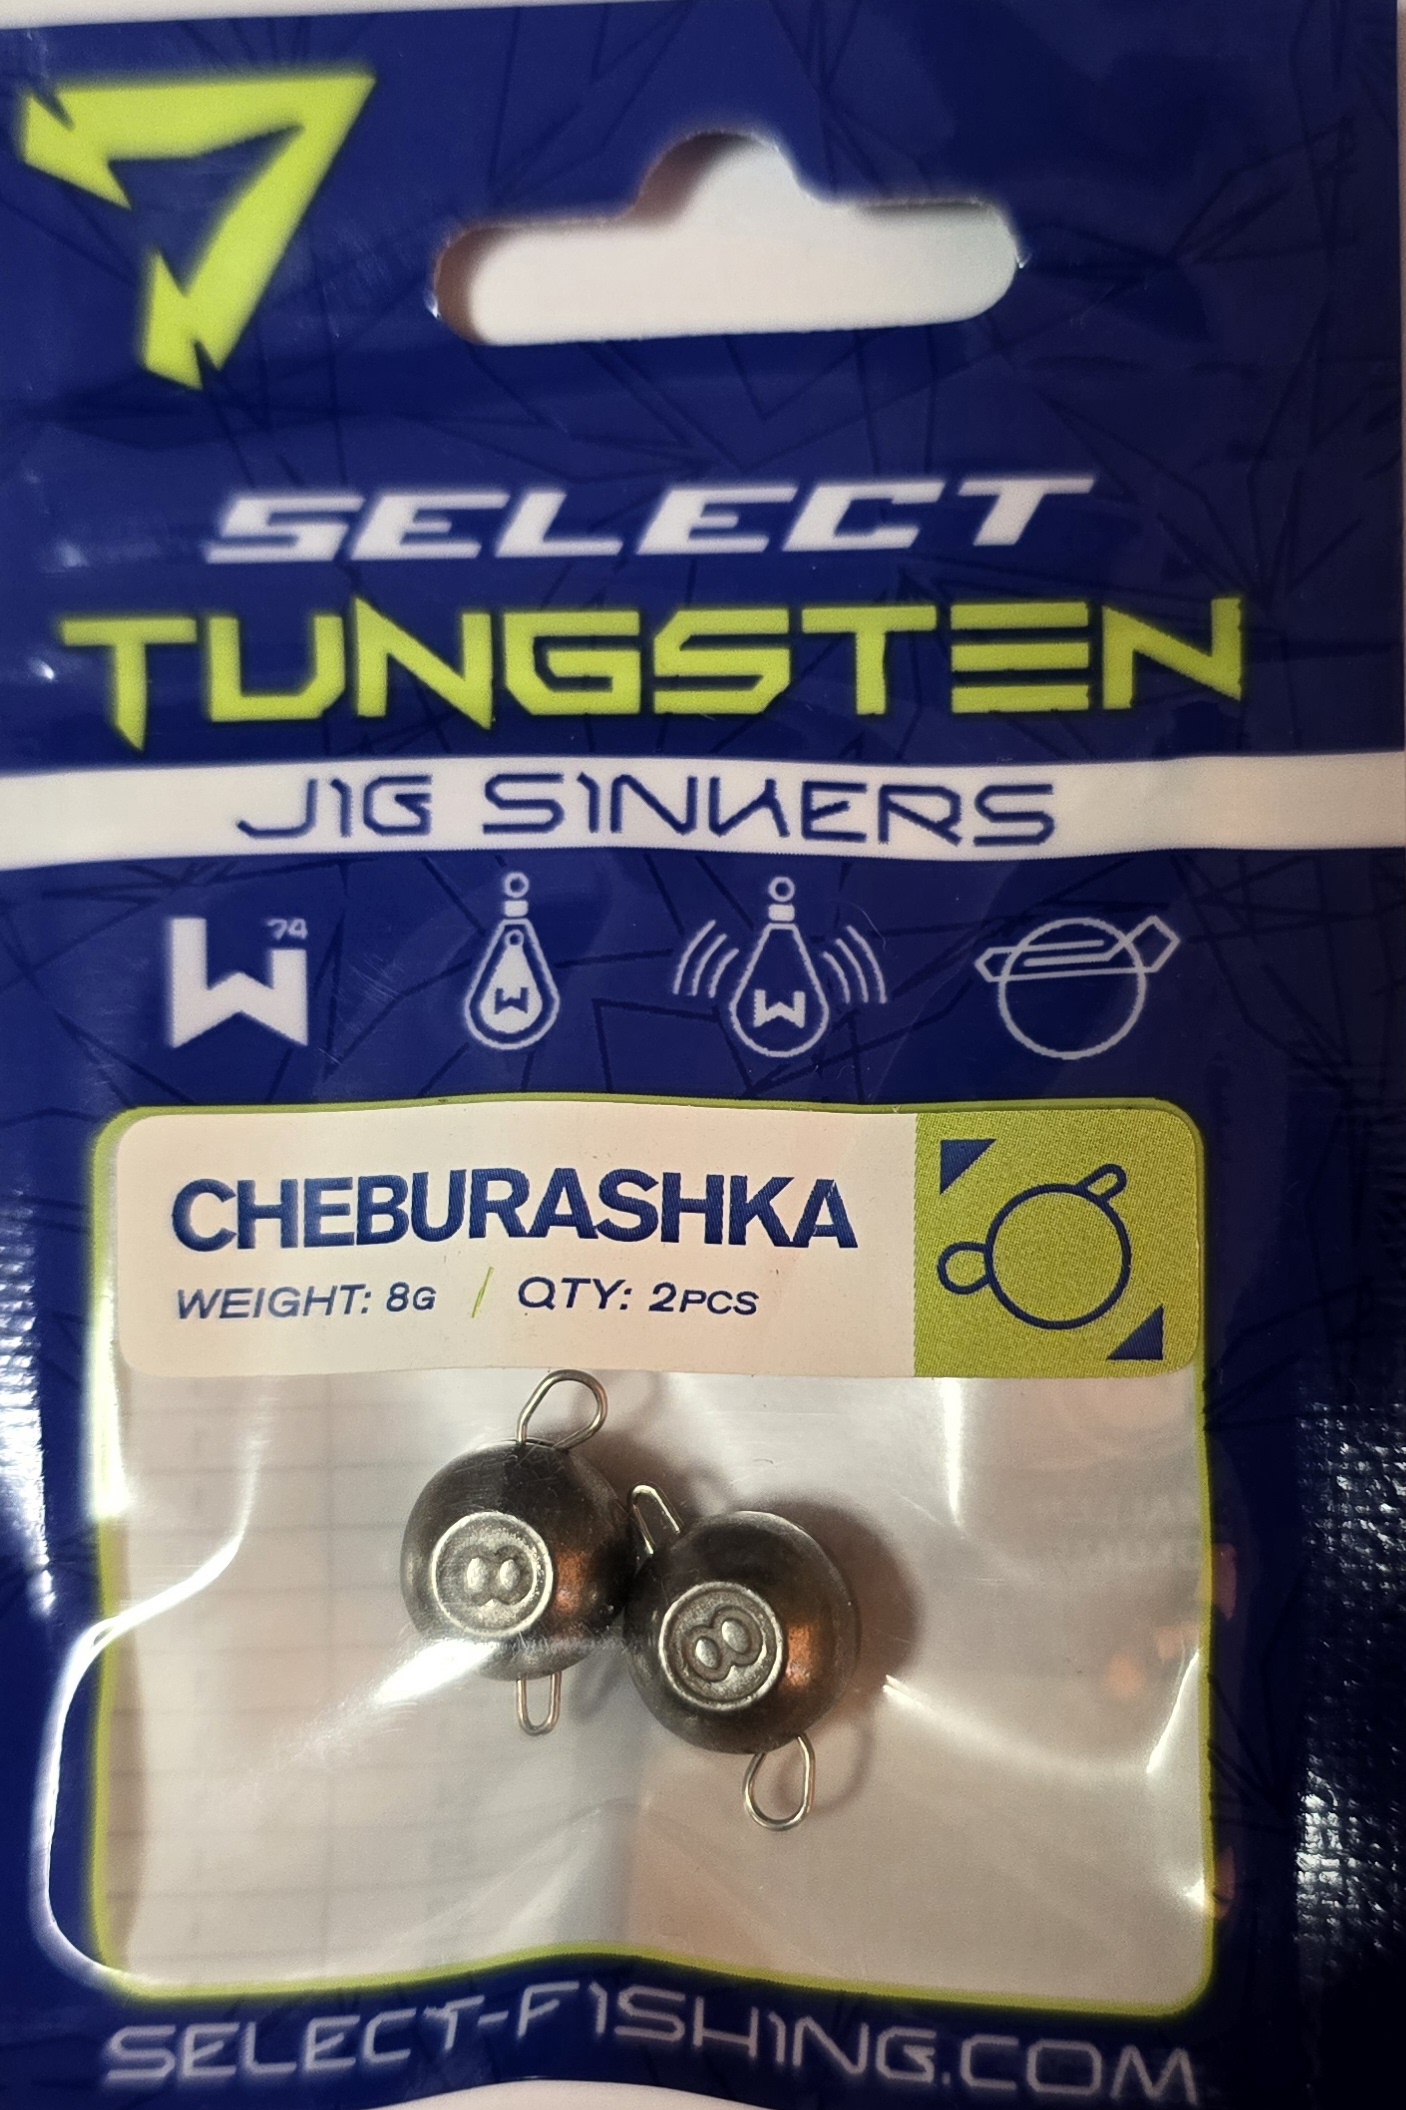 SELECT
TUNGSTEN
JIG SINKERS
W 74
W
W
CHEBURASHKA
WEIGHT: 8G / QTY: 2PCS
8
8
SELECT-FISHING.COM